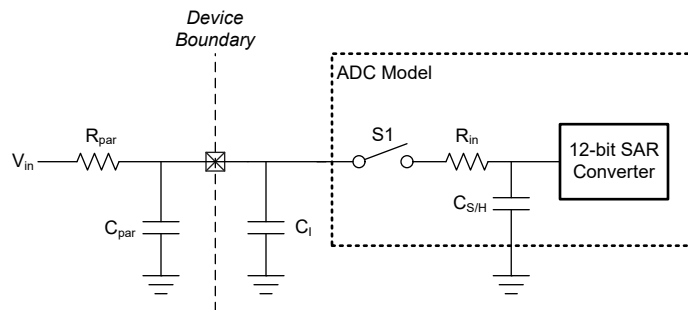 Device
Boundary
ADC Model
R_par
S1
R_in
12-bit SAR
Converter
V_in
C_par
C_I
C_S/H